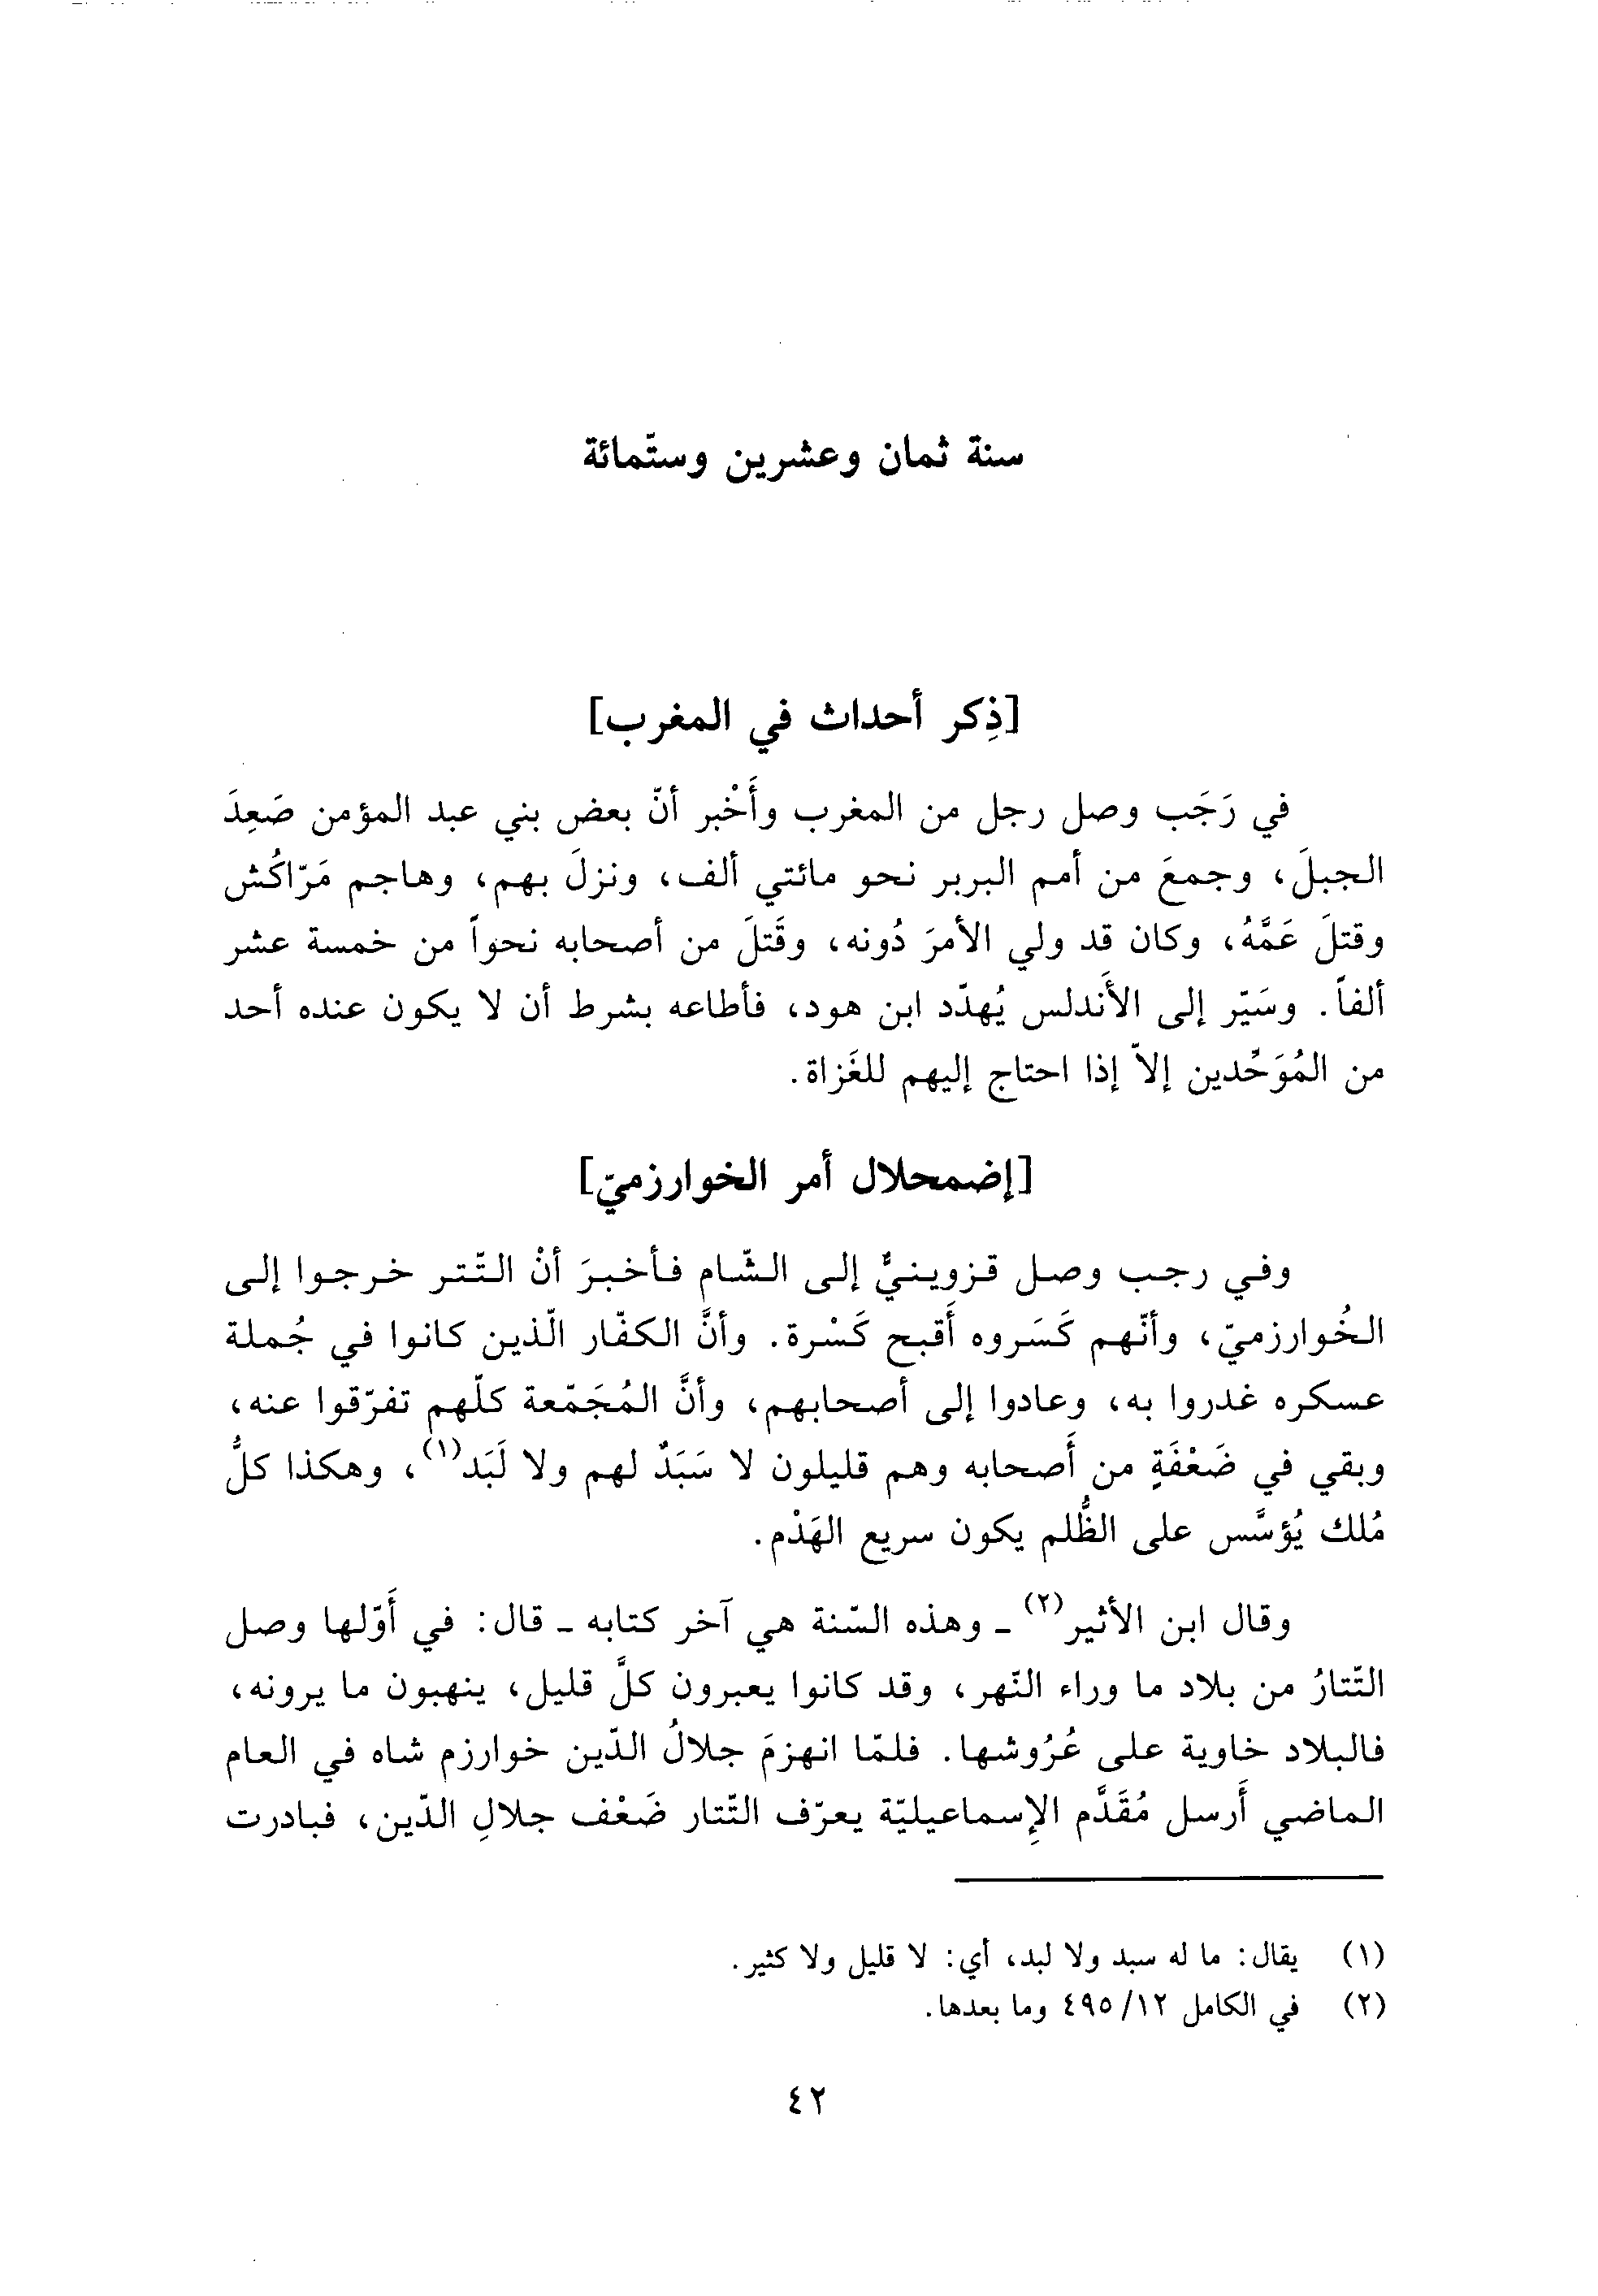 سنة ثمان وعشرين وستّمائة
[ذِكر أحداث في المغرب]
في رَجَب وصل رجل من المغرب وأَخْبر أنّ بعض بني عبد المؤمن صَعِدَ
الجبلَ، وجمعَ من أمم البربر نحو مائتي ألف، ونزلَ بهم، وهاجم مَرّاكُش
وقتلَ عَمَّهُ، وكان قد ولي الأمرَ دُونه، وقَتلَ من أصحابه نحواً من خمسة عشر
ألفاً. وسَيّر إلى الأَندلس يُهدّد ابن هود، فأطاعه بشرط أن لا يكون عنده أحد
من المُوَحِّدين إلاّ إذا احتاج إليهم للغَزاة.
[إضمحلال أمر الخوارزميّ]
وفي رجب وصل قزوينيٌّ إلى الشّام فأخبرَ أنْ التّتر خرجوا إلى
الخُوارزميّ، وأنّهم كَسَروه أَقبح كَسْرة. وأنَّ الكفّار الّذين كانوا في جُملة
عسكره غدروا به، وعادوا إلى أصحابهم، وأنَّ المُجَمّعة كلّهم تفرّقوا عنه،
وبقي في ضَعْفَةٍ من أَصحابه وهم قليلون لا سَبَدٌ لهم ولا لَبَد(١)، وهكذا كلُّ
مُلك يُؤسَّس على الظُّلم يكون سريع الهَدْم.
وقال ابن الأثير(٢) ـ وهذه السّنة هي آخر كتابه ـ قال: في أَوّلها وصل
التّتارُ من بلاد ما وراء النّهر، وقد كانوا يعبرون كلَّ قليل، ينهبون ما يرونه،
فالبلاد خاوية على عُرُوشها. فلمّا انهزمَ جلالُ الدّين خوارزم شاه في العام
الماضي أَرسل مُقَدَّم الإِسماعيليّة يعرّف التّتار ضَعْف جلالِ الدّين، فبادرت
(١) يقال: ما له سبد ولا لبد، أي: لا قليل ولا كثير.
(٢) في الكامل ١٢/ ٤٩٥ وما بعدها.
٤٢